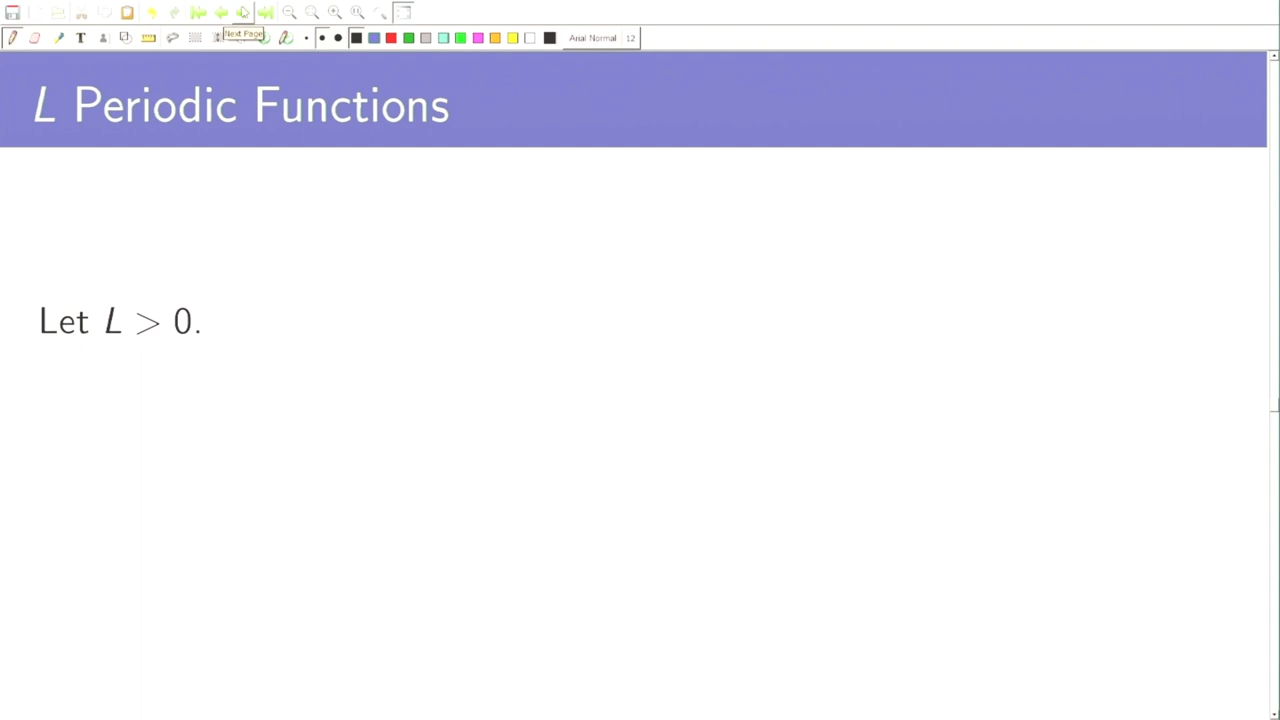 T
Arial Normal 12
Next Page
L Periodic Functions
Let L > 0.